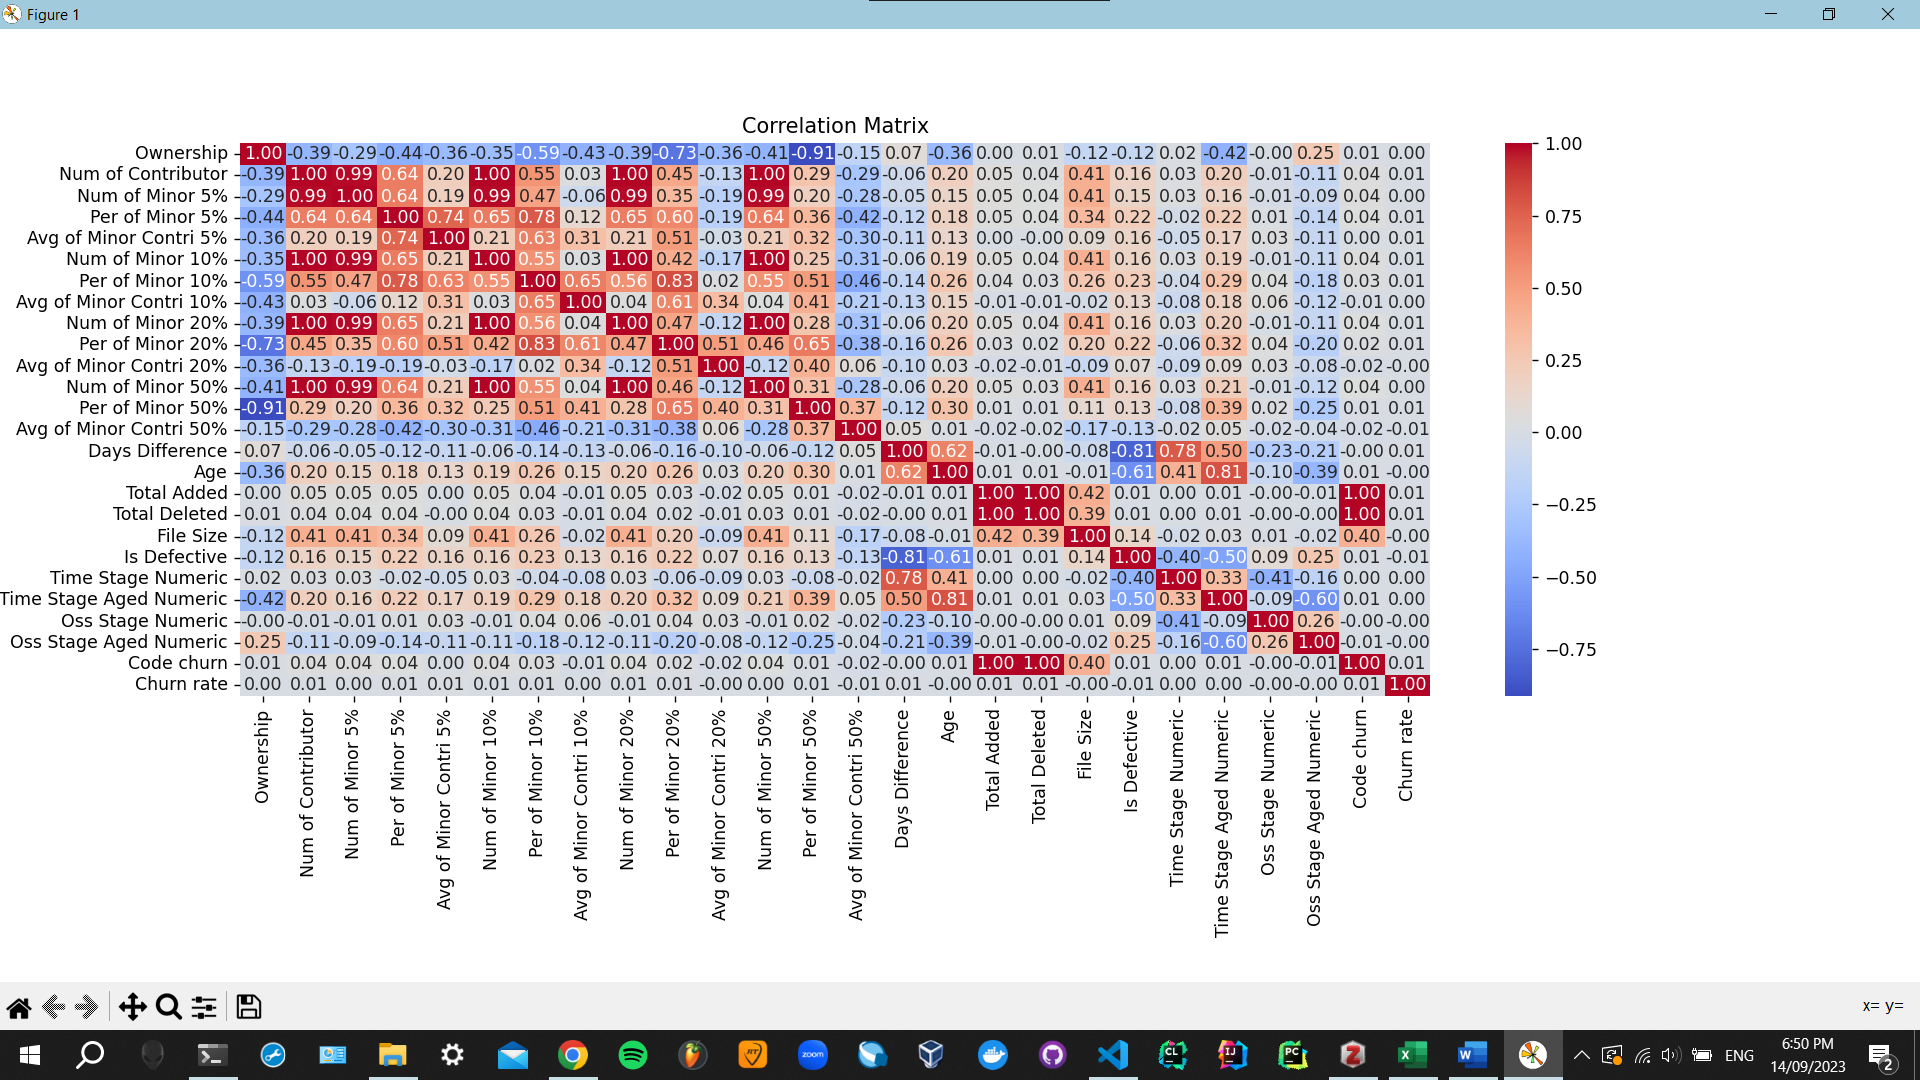 Figure 1
Correlation Matrix
Ownership 1.00 -0.39 -0.29 -0.44 -0.36 -0.35 -0.59 -0.43 -0.39 -0.73 -0.36 -0.41 -0.91 -0.15 0.07 -0.36 0.00 0.01 -0.12 -0.12 0.02 -0.42 -0.00 0.25 0.01 0.00
Num of Contributor -0.39 1.00 0.99 0.64 0.20 1.00 0.55 0.03 1.00 0.45 -0.13 1.00 0.29 -0.29 -0.06 0.20 0.05 0.04 0.41 0.16 0.03 0.20 -0.01 -0.11 0.04 0.01
Num of Minor 5% -0.29 0.99 1.00 0.64 0.19 0.99 0.47 -0.06 0.99 0.35 -0.19 0.99 0.20 -0.28 -0.05 0.15 0.05 0.04 0.41 0.15 0.03 0.16 -0.01 -0.09 0.04 0.00
Per of Minor 5% -0.44 0.64 0.64 1.00 0.74 0.65 0.78 0.12 0.65 0.60 -0.19 0.64 0.36 -0.42 -0.12 0.18 0.05 0.04 0.34 0.22 -0.02 0.22 0.01 -0.14 0.04 0.01
Avg of Minor Contri 5% -0.36 0.20 0.19 0.74 1.00 0.21 0.63 0.31 0.21 0.51 -0.03 0.21 0.32 -0.30 -0.11 0.13 0.00 -0.00 0.09 0.16 -0.05 0.17 0.03 -0.11 0.00 0.01
Num of Minor 10% -0.35 1.00 0.99 0.65 0.21 1.00 0.55 0.03 1.00 0.42 -0.17 1.00 0.25 -0.31 -0.06 0.19 0.05 0.04 0.41 0.16 0.03 0.19 -0.01 -0.11 0.04 0.01
Per of Minor 10% -0.59 0.55 0.47 0.78 0.63 0.55 1.00 0.65 0.56 0.83 0.02 0.55 0.51 -0.46 -0.14 0.26 0.04 0.03 0.26 0.23 -0.04 0.29 0.04 -0.18 0.03 0.01
Avg of Minor Contri 10% -0.43 0.03 -0.06 0.12 0.31 0.03 0.65 1.00 0.04 0.61 0.34 0.04 0.41 -0.21 -0.13 0.15 -0.01 -0.01 -0.02 0.13 -0.08 0.18 0.06 -0.12 -0.01 0.00
Num of Minor 20% -0.39 1.00 0.99 0.65 0.21 1.00 0.56 0.04 1.00 0.47 -0.12 1.00 0.28 -0.31 -0.06 0.20 0.05 0.04 0.41 0.16 0.03 0.20 -0.01 -0.11 0.04 0.01
Per of Minor 20% -0.73 0.45 0.35 0.60 0.51 0.42 0.83 0.61 0.47 1.00 0.51 0.46 0.65 -0.38 -0.16 0.26 0.03 0.02 0.20 0.22 -0.06 0.32 0.04 -0.20 0.02 0.01
Avg of Minor Contri 20% -0.36 -0.13 -0.19 -0.19 -0.03 -0.17 0.02 0.34 -0.12 0.51 1.00 -0.12 0.40 0.06 -0.10 0.03 -0.02 -0.01 -0.09 0.07 -0.09 0.09 0.03 -0.08 -0.02 -0.00
Num of Minor 50% -0.41 1.00 0.99 0.64 0.21 1.00 0.55 0.04 1.00 0.46 -0.12 1.00 0.31 -0.28 -0.06 0.20 0.05 0.03 0.41 0.16 0.03 0.21 -0.01 -0.12 0.04 0.00
Per of Minor 50% -0.91 0.29 0.20 0.36 0.32 0.25 0.51 0.41 0.28 0.65 0.40 0.31 1.00 0.37 -0.12 0.30 0.01 0.01 0.11 0.13 -0.08 0.39 0.02 -0.25 0.01 0.01
Avg of Minor Contri 50% -0.15 -0.29 -0.28 -0.42 -0.30 -0.31 -0.46 -0.21 -0.31 -0.38 0.06 -0.28 0.37 1.00 0.05 0.01 -0.02 -0.02 -0.17 -0.13 -0.02 0.05 -0.02 -0.04 -0.02 -0.01
Days Difference 0.07 -0.06 -0.05 -0.12 -0.11 -0.06 -0.14 -0.13 -0.06 -0.16 -0.10 -0.06 -0.12 0.05 1.00 0.62 -0.01 -0.00 -0.08 -0.81 0.78 0.50 -0.23 -0.21 -0.00 0.01
Age -0.36 0.20 0.15 0.18 0.13 0.19 0.26 0.15 0.20 0.26 0.03 0.20 0.30 0.01 0.62 1.00 0.01 0.01 -0.01 -0.61 0.41 0.81 -0.10 -0.39 0.01 -0.00
Total Added 0.00 0.05 0.05 0.05 0.00 0.05 0.04 -0.01 0.05 0.03 -0.02 0.05 0.01 -0.02 -0.01 0.01 1.00 1.00 0.42 0.01 0.00 0.01 -0.00 -0.01 1.00 0.01
Total Deleted 0.01 0.04 0.04 0.04 -0.00 0.04 0.03 -0.01 0.04 0.02 -0.01 0.03 0.01 -0.02 -0.00 0.01 1.00 1.00 0.39 0.01 0.00 0.01 -0.00 -0.00 1.00 0.01
File Size -0.12 0.41 0.41 0.34 0.09 0.41 0.26 -0.02 0.41 0.20 -0.09 0.41 0.11 -0.17 -0.08 -0.01 0.42 0.39 1.00 0.14 -0.02 0.03 0.01 -0.02 0.40 -0.00
Is Defective -0.12 0.16 0.15 0.22 0.16 0.16 0.23 0.13 0.16 0.22 0.07 0.16 0.13 -0.13 -0.81 -0.61 0.01 0.01 0.14 1.00 -0.40 -0.50 0.09 0.25 0.01 -0.01
Time Stage Numeric 0.02 0.03 0.03 -0.02 -0.05 0.03 -0.04 -0.08 0.03 -0.06 -0.09 0.03 -0.08 -0.02 0.78 0.41 0.00 0.00 -0.02 -0.40 1.00 0.33 -0.41 -0.16 0.00 0.00
Time Stage Aged Numeric -0.42 0.20 0.16 0.22 0.17 0.19 0.29 0.18 0.20 0.32 0.09 0.21 0.39 0.05 0.50 0.81 0.01 0.01 0.03 -0.50 0.33 1.00 -0.09 -0.60 0.01 0.00
Oss Stage Numeric -0.00 -0.01 -0.01 0.01 0.03 -0.01 0.04 0.06 -0.01 0.04 0.03 -0.01 0.02 -0.02 -0.23 -0.10 -0.00 -0.00 0.01 0.09 -0.41 -0.09 1.00 0.26 -0.00 -0.00
Oss Stage Aged Numeric 0.25 -0.11 -0.09 -0.14 -0.11 -0.11 -0.18 -0.12 -0.11 -0.20 -0.08 -0.12 -0.25 -0.04 -0.21 -0.39 -0.01 -0.00 -0.02 0.25 -0.16 -0.60 0.26 1.00 -0.01 -0.00
Code churn 0.01 0.04 0.04 0.04 0.00 0.04 0.03 -0.01 0.04 0.02 -0.02 0.04 0.01 -0.02 -0.00 0.01 1.00 1.00 0.40 0.01 0.00 0.01 -0.00 -0.01 1.00 0.01
Churn rate 0.00 0.01 0.00 0.01 0.01 0.01 0.01 0.00 0.01 0.01 -0.00 0.00 0.01 -0.01 0.01 -0.00 0.01 0.01 -0.00 -0.01 0.00 0.00 -0.00 -0.00 0.01 1.00
Ownership
Num of Contributor
Num of Minor 5%
Per of Minor 5%
Avg of Minor Contri 5%
Num of Minor 10%
Per of Minor 10%
Avg of Minor Contri 10%
Num of Minor 20%
Per of Minor 20%
Avg of Minor Contri 20%
Num of Minor 50%
Per of Minor 50%
Avg of Minor Contri 50%
Days Difference
Age
Total Added
Total Deleted
File Size
Is Defective
Time Stage Numeric
Time Stage Aged Numeric
Oss Stage Numeric
Oss Stage Aged Numeric
Code churn
Churn rate
1.00
0.75
0.50
0.25
0.00
−0.25
−0.50
−0.75
x= y=
RT
zoom
CL
IJ
PC
Z
X
W
ENG
6:50 PM
14/09/2023
2